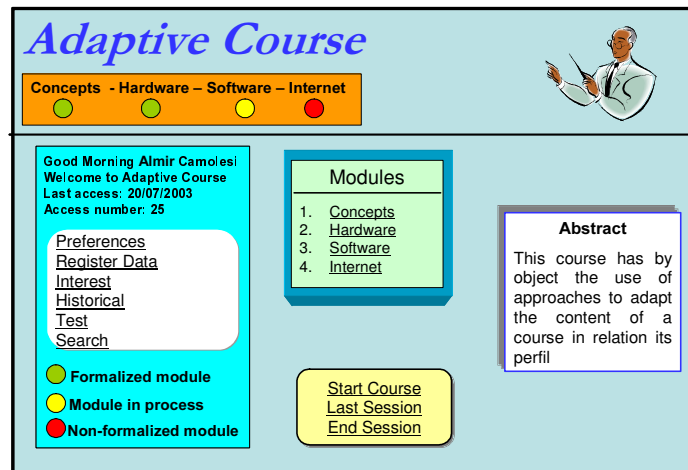 Adaptive Course
Concepts - Hardware – Software – Internet
Good Morning Almir Camolesi
Welcome to Adaptive Course
Last access: 20/07/2003
Access number: 25
Preferences
Register Data
Interest
Historical
Test
Search
Formalized module
Module in process
Non-formalized module
Modules
1. Concepts
2. Hardware
3. Software
4. Internet
Start Course
Last Session
End Session
Abstract
This course has by
object the use of
approaches to adapt
the content of a
course in relation its
perfil